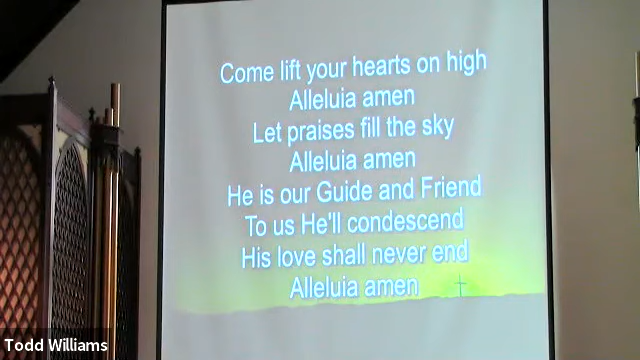 Come lift your hearts on high
Alleluia amen
Let praises fill the sky
Alleluia amen
He is our Guide and Friend
To us He'll condescend
His love shall never end
Alleluia amen
Todd Williams